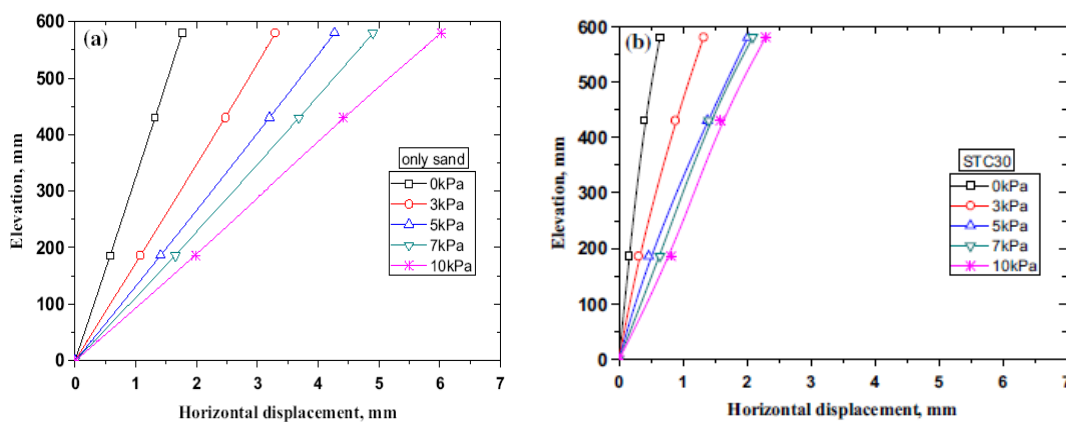 (a)
600
500
400
300
200
100
0
Elevation, mm
only sand
0kPa
3kPa
5kPa
7kPa
10kPa
0 1 2 3 4 5 6 7
Horizontal displacement, mm
(b)
600
500
400
300
200
100
0
Elevation, mm
STC30
0kPa
3kPa
5kPa
7kPa
10kPa
0 1 2 3 4 5 6 7
Horizontal displacement, mm